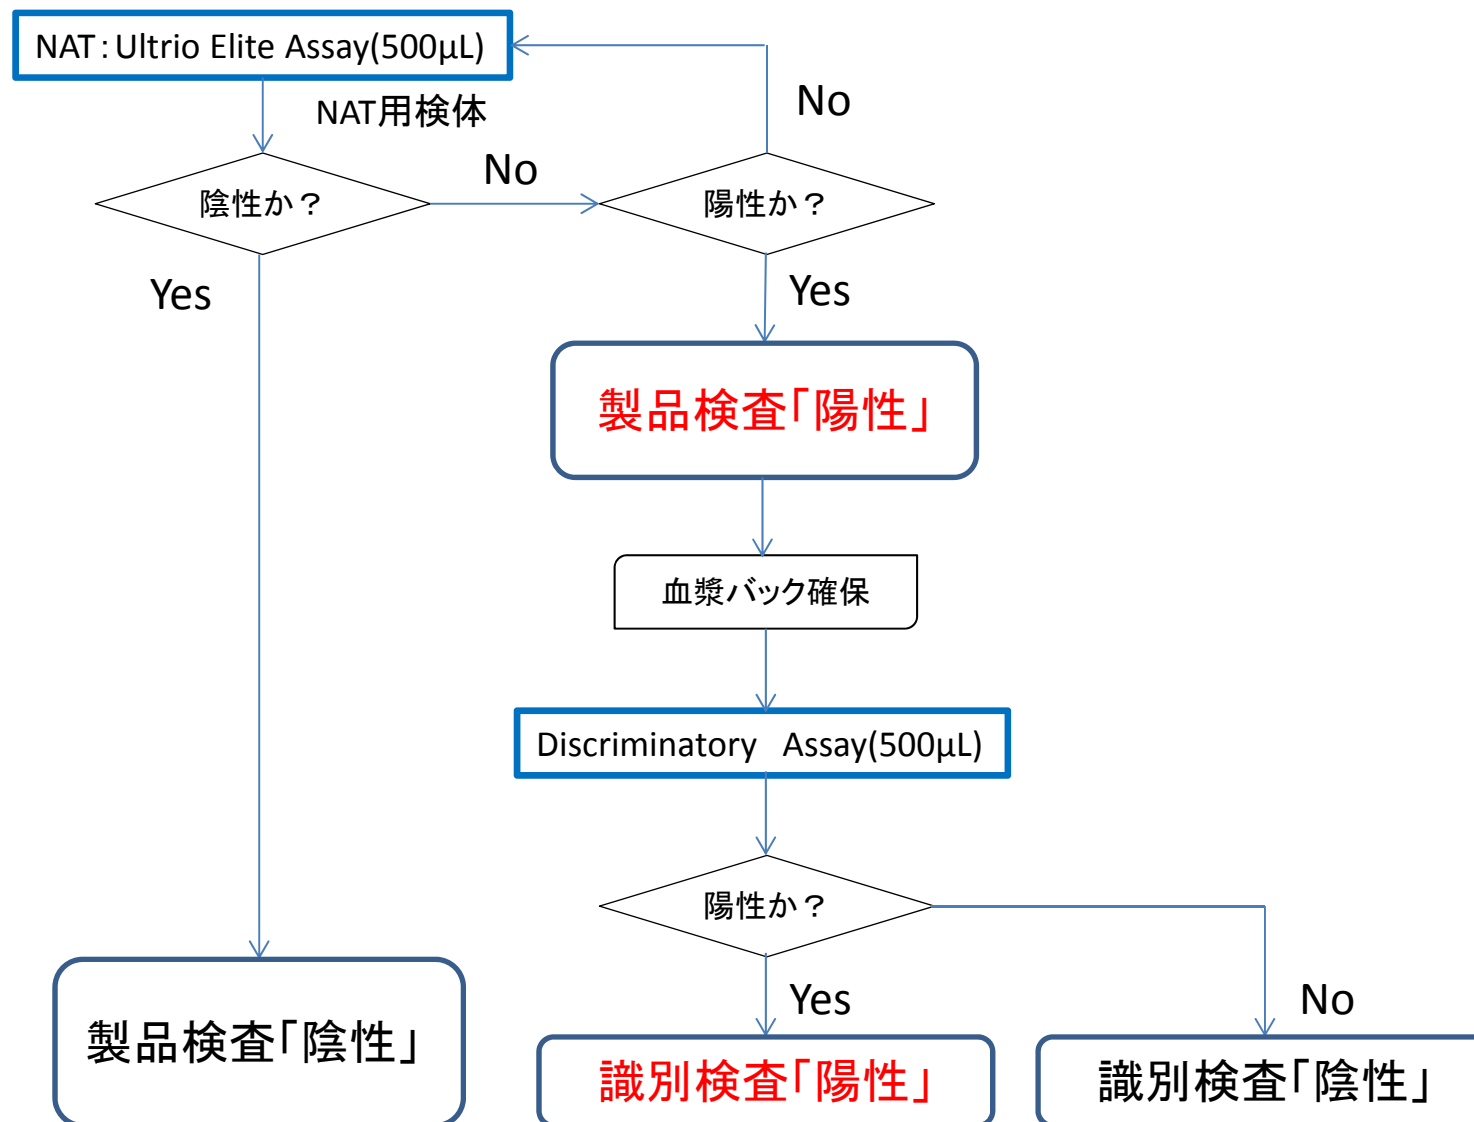 NAT：Ultrio Elite Assay(500μL)
NAT用検体
No
No
陰性か？
陽性か？
Yes
Yes
製品検査「陽性」
血漿バック確保
Discriminatory Assay(500μL)
陽性か？
Yes
No
製品検査「陰性」
識別検査「陽性」
識別検査「陰性」